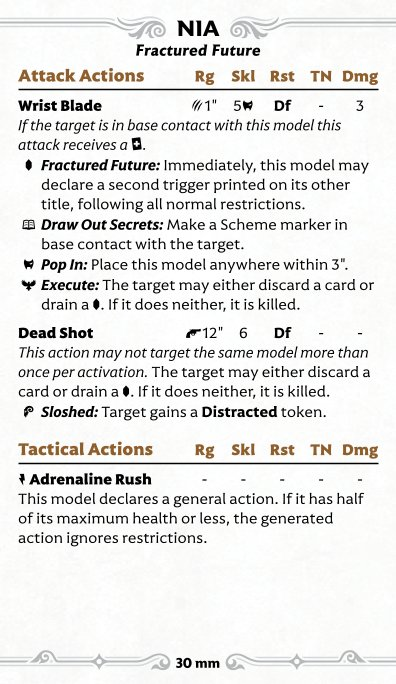 NIA
Fractured Future
Attack Actions Rg Skl Rst TN Dmg
Wrist Blade 1" 5 Df - 3
If the target is in base contact with this model this
attack receives a .
Fractured Future: Immediately, this model may
declare a second trigger printed on its other
title, following all normal restrictions.
Draw Out Secrets: Make a Scheme marker in
base contact with the target.
Pop In: Place this model anywhere within 3".
Execute: The target may either discard a card or
drain a . If it does neither, it is killed.
Dead Shot 12" 6 Df - -
This action may not target the same model more than
once per activation. The target may either discard a
card or drain a . If it does neither, it is killed.
Sloshed: Target gains a Distracted token.
Tactical Actions Rg Skl Rst TN Dmg
Adrenaline Rush - - - - -
This model declares a general action. If it has half
of its maximum health or less, the generated
action ignores restrictions.
30 mm